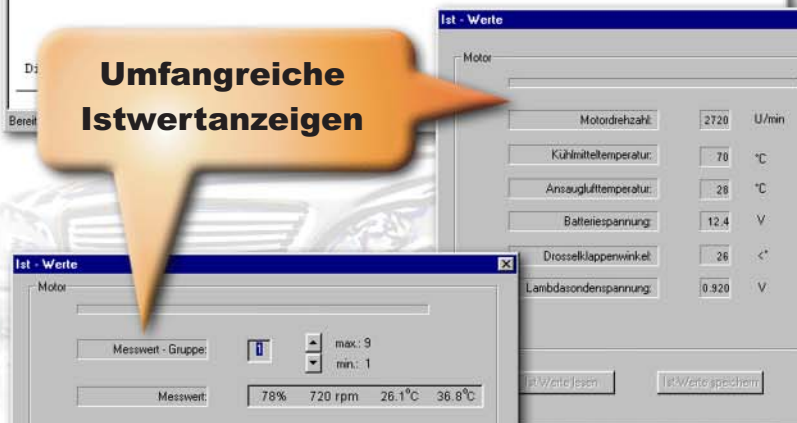 Umfangreiche
Istwertanzeigen
Ist - Werte
Motor
Motordrehzahl: 2720 U/min
Kühlmitteltemperatur: 70 °C
Ansauglufttemperatur: 28 °C
Batteriespannung: 12.4 V
Drosselklappenwinkel: 26 <°
Lambdasondenspannung: 0.920 V
Ist Werte lesen Ist Werte speichern
Ist - Werte
Motor
Messwert - Gruppe: 1 max.: 9
min.: 1
Messwert: 78% 720 rpm 26.1°C 36.8°C